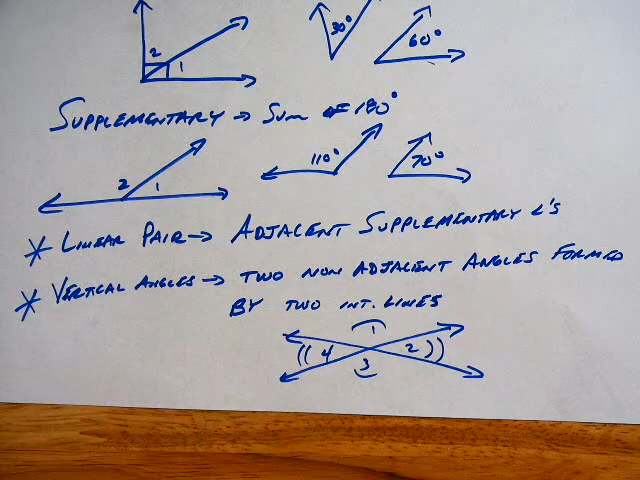 2
1
30°
60°
SUPPLEMENTARY → SUM OF 180°
2 1
110°
70°
* LINEAR PAIR → ADJACENT SUPPLEMENTARY ∠'S
* VERTICAL ANGLES → TWO NON ADJACENT ANGLES FORMED
BY TWO INT. LINES
1
4 2
3